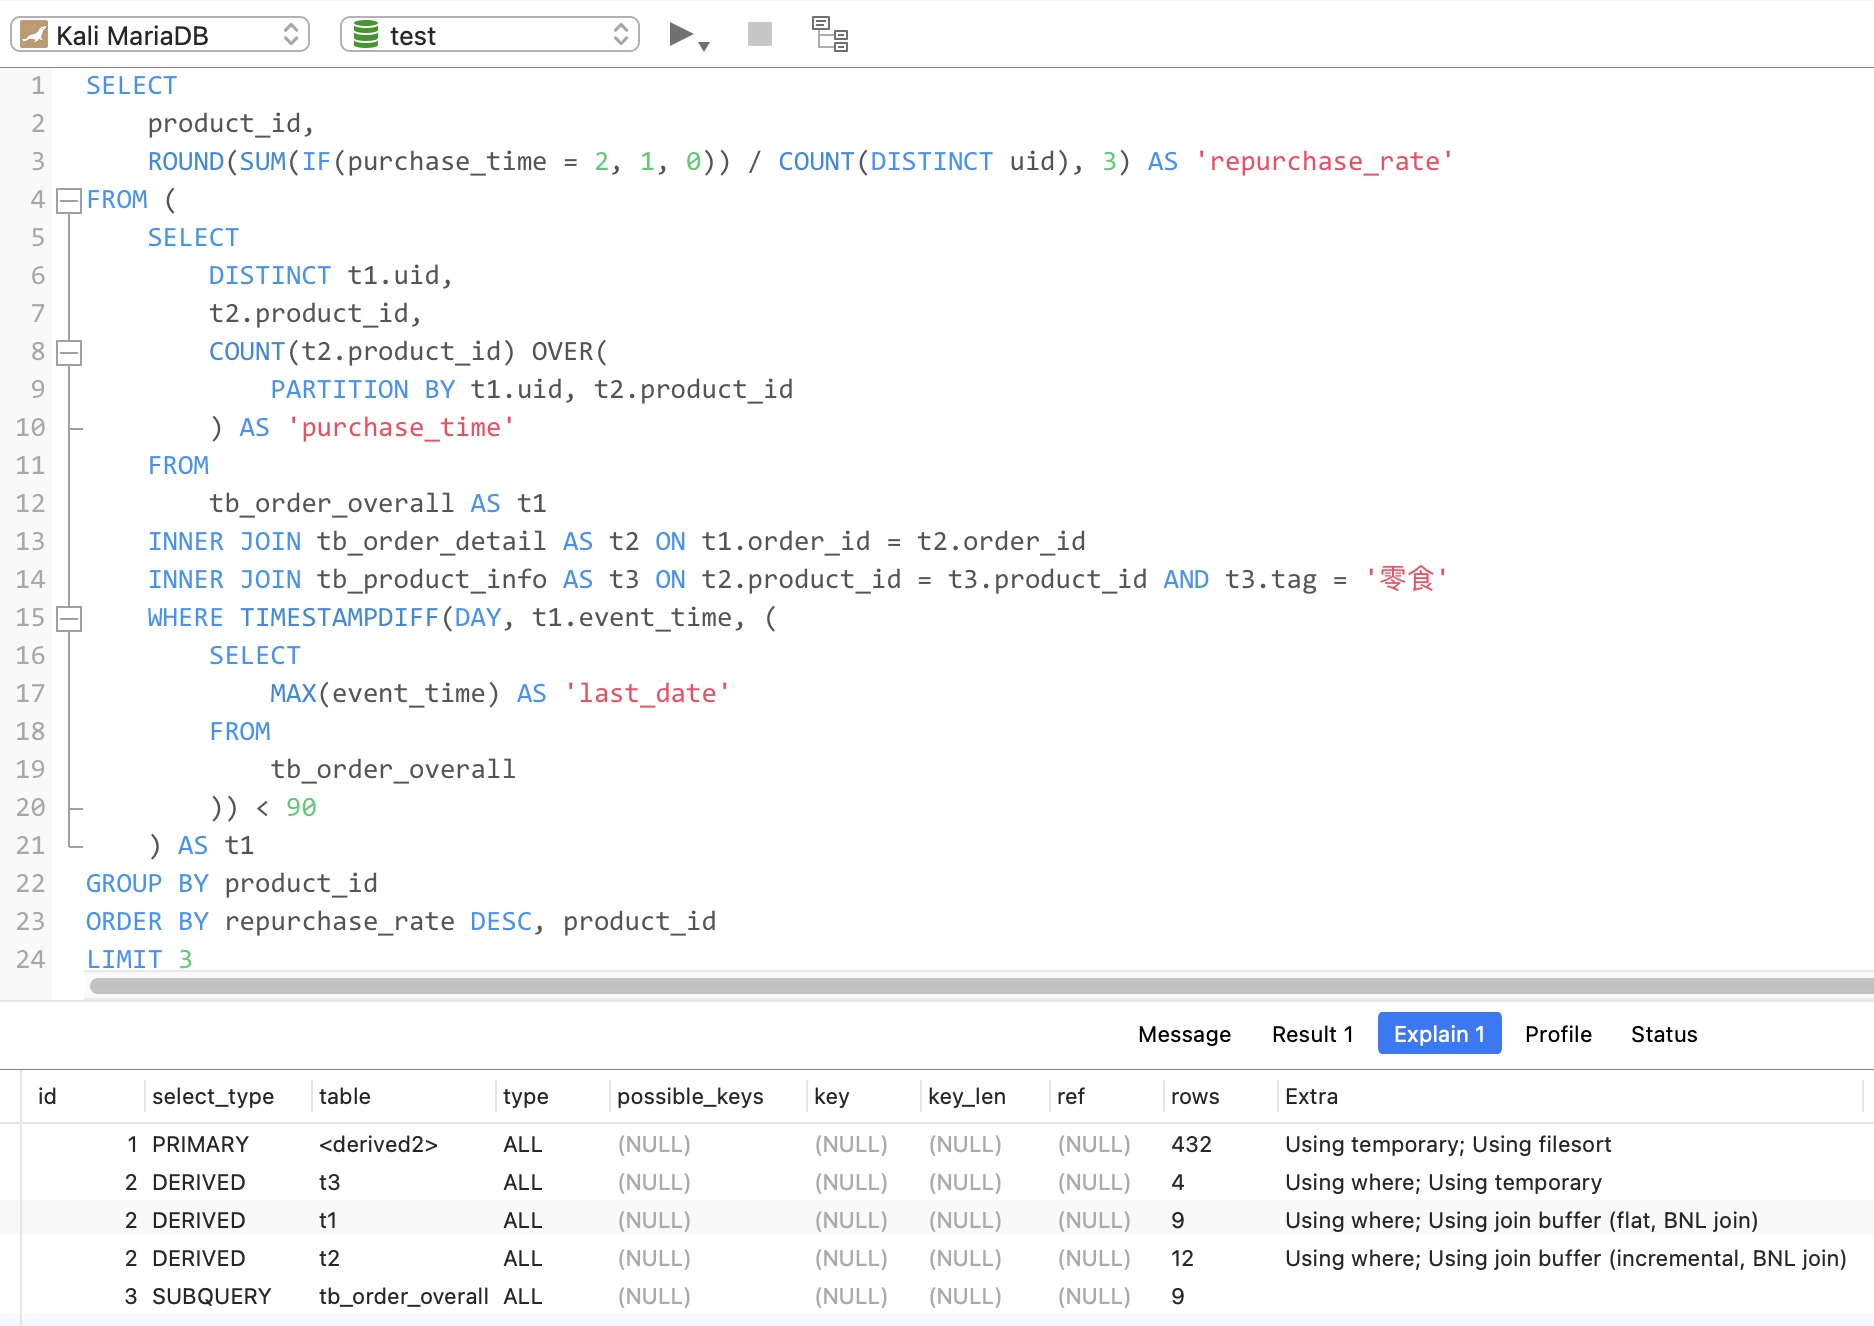 Kali MariaDB test
1 SELECT
2 product_id,
3 ROUND(SUM(IF(purchase_time = 2, 1, 0)) / COUNT(DISTINCT uid), 3) AS 'repurchase_rate'
4 FROM (
5 SELECT
6 DISTINCT t1.uid,
7 t2.product_id,
8 COUNT(t2.product_id) OVER(
9 PARTITION BY t1.uid, t2.product_id
10 ) AS 'purchase_time'
11 FROM
12 tb_order_overall AS t1
13 INNER JOIN tb_order_detail AS t2 ON t1.order_id = t2.order_id
14 INNER JOIN tb_product_info AS t3 ON t2.product_id = t3.product_id AND t3.tag = '零食'
15 WHERE TIMESTAMPDIFF(DAY, t1.event_time, (
16 SELECT
17 MAX(event_time) AS 'last_date'
18 FROM
19 tb_order_overall
20 )) < 90
21 ) AS t1
22 GROUP BY product_id
23 ORDER BY repurchase_rate DESC, product_id
24 LIMIT 3
Message Result 1 Explain 1 Profile Status
id select_type table type possible_keys key key_len ref rows Extra
1 PRIMARY <derived2> ALL (NULL) (NULL) (NULL) (NULL) 432 Using temporary; Using filesort
2 DERIVED t3 ALL (NULL) (NULL) (NULL) (NULL) 4 Using where; Using temporary
2 DERIVED t1 ALL (NULL) (NULL) (NULL) (NULL) 9 Using where; Using join buffer (flat, BNL join)
2 DERIVED t2 ALL (NULL) (NULL) (NULL) (NULL) 12 Using where; Using join buffer (incremental, BNL join)
3 SUBQUERY tb_order_overall ALL (NULL) (NULL) (NULL) (NULL) 9